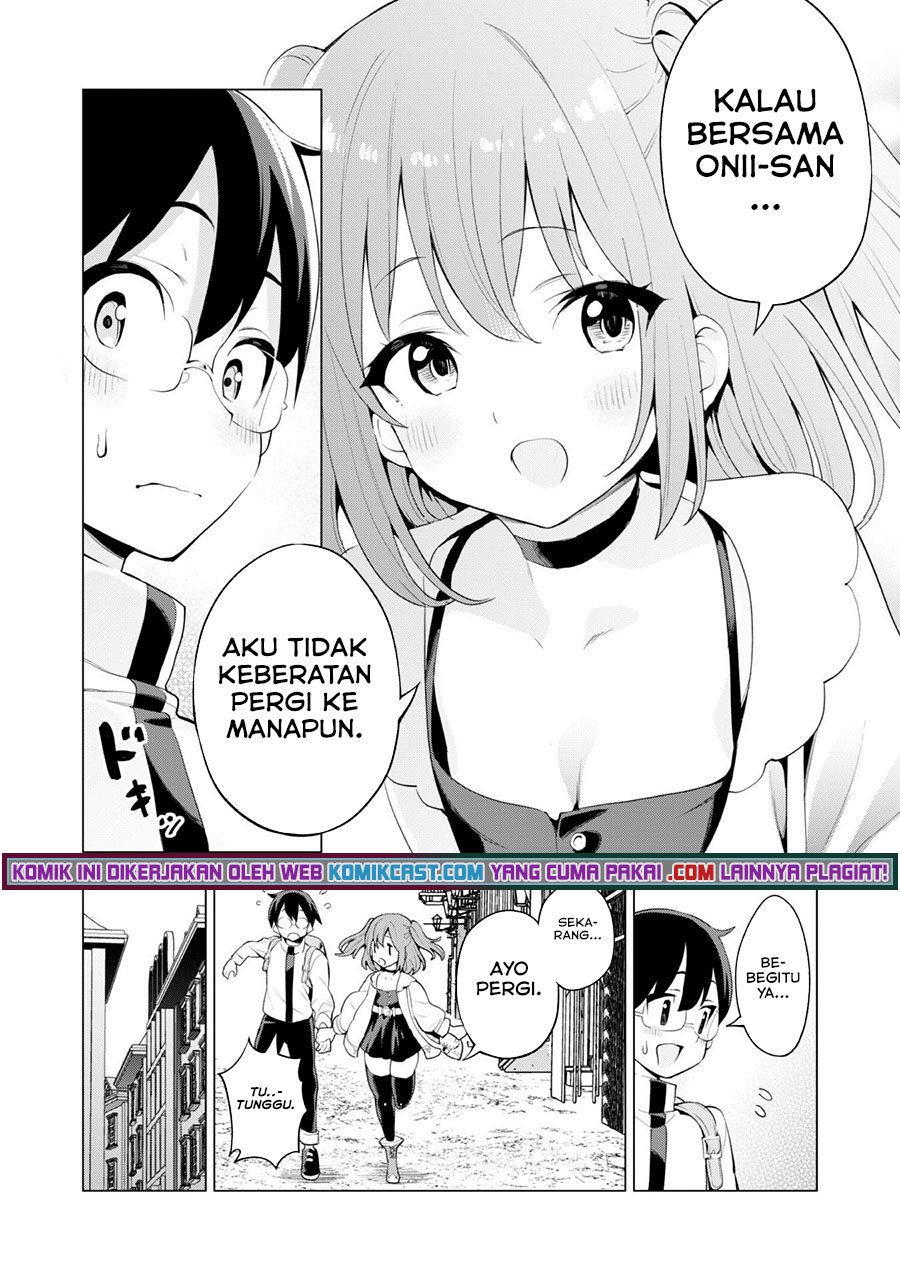 KALAU
BERSAMA
ONII-SAN
...
AKU TIDAK
KEBERATAN
PERGI KE
MANAPUN.
ドキッ
KOMIK INI DIKERJAKAN OLEH WEB KOMIKCAST.COM YANG CUMA PAKAI .COM LAINNYA PLAGIAT!
BE-
BEGITU
YA...
SEKA-
RANG...
AYO
PERGI.
TU..-
TUNGGU.